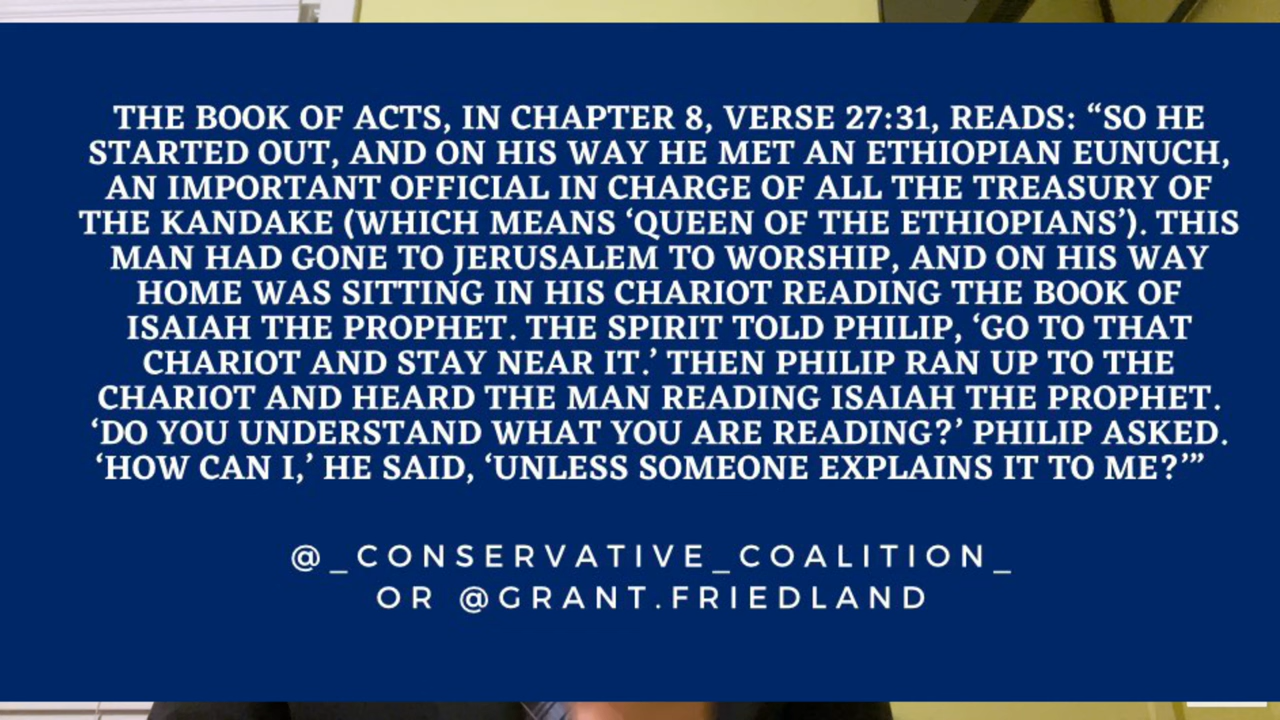 THE BOOK OF ACTS, IN CHAPTER 8, VERSE 27:31, READS: “SO HE
STARTED OUT, AND ON HIS WAY HE MET AN ETHIOPIAN EUNUCH,
AN IMPORTANT OFFICIAL IN CHARGE OF ALL THE TREASURY OF
THE KANDAKE (WHICH MEANS ‘QUEEN OF THE ETHIOPIANS’). THIS
MAN HAD GONE TO JERUSALEM TO WORSHIP, AND ON HIS WAY
HOME WAS SITTING IN HIS CHARIOT READING THE BOOK OF
ISAIAH THE PROPHET. THE SPIRIT TOLD PHILIP, ‘GO TO THAT
CHARIOT AND STAY NEAR IT.’ THEN PHILIP RAN UP TO THE
CHARIOT AND HEARD THE MAN READING ISAIAH THE PROPHET.
‘DO YOU UNDERSTAND WHAT YOU ARE READING?’ PHILIP ASKED.
‘HOW CAN I,’ HE SAID, ‘UNLESS SOMEONE EXPLAINS IT TO ME?’”
@_CONSERVATIVE_COALITION_
OR @GRANT.FRIEDLAND